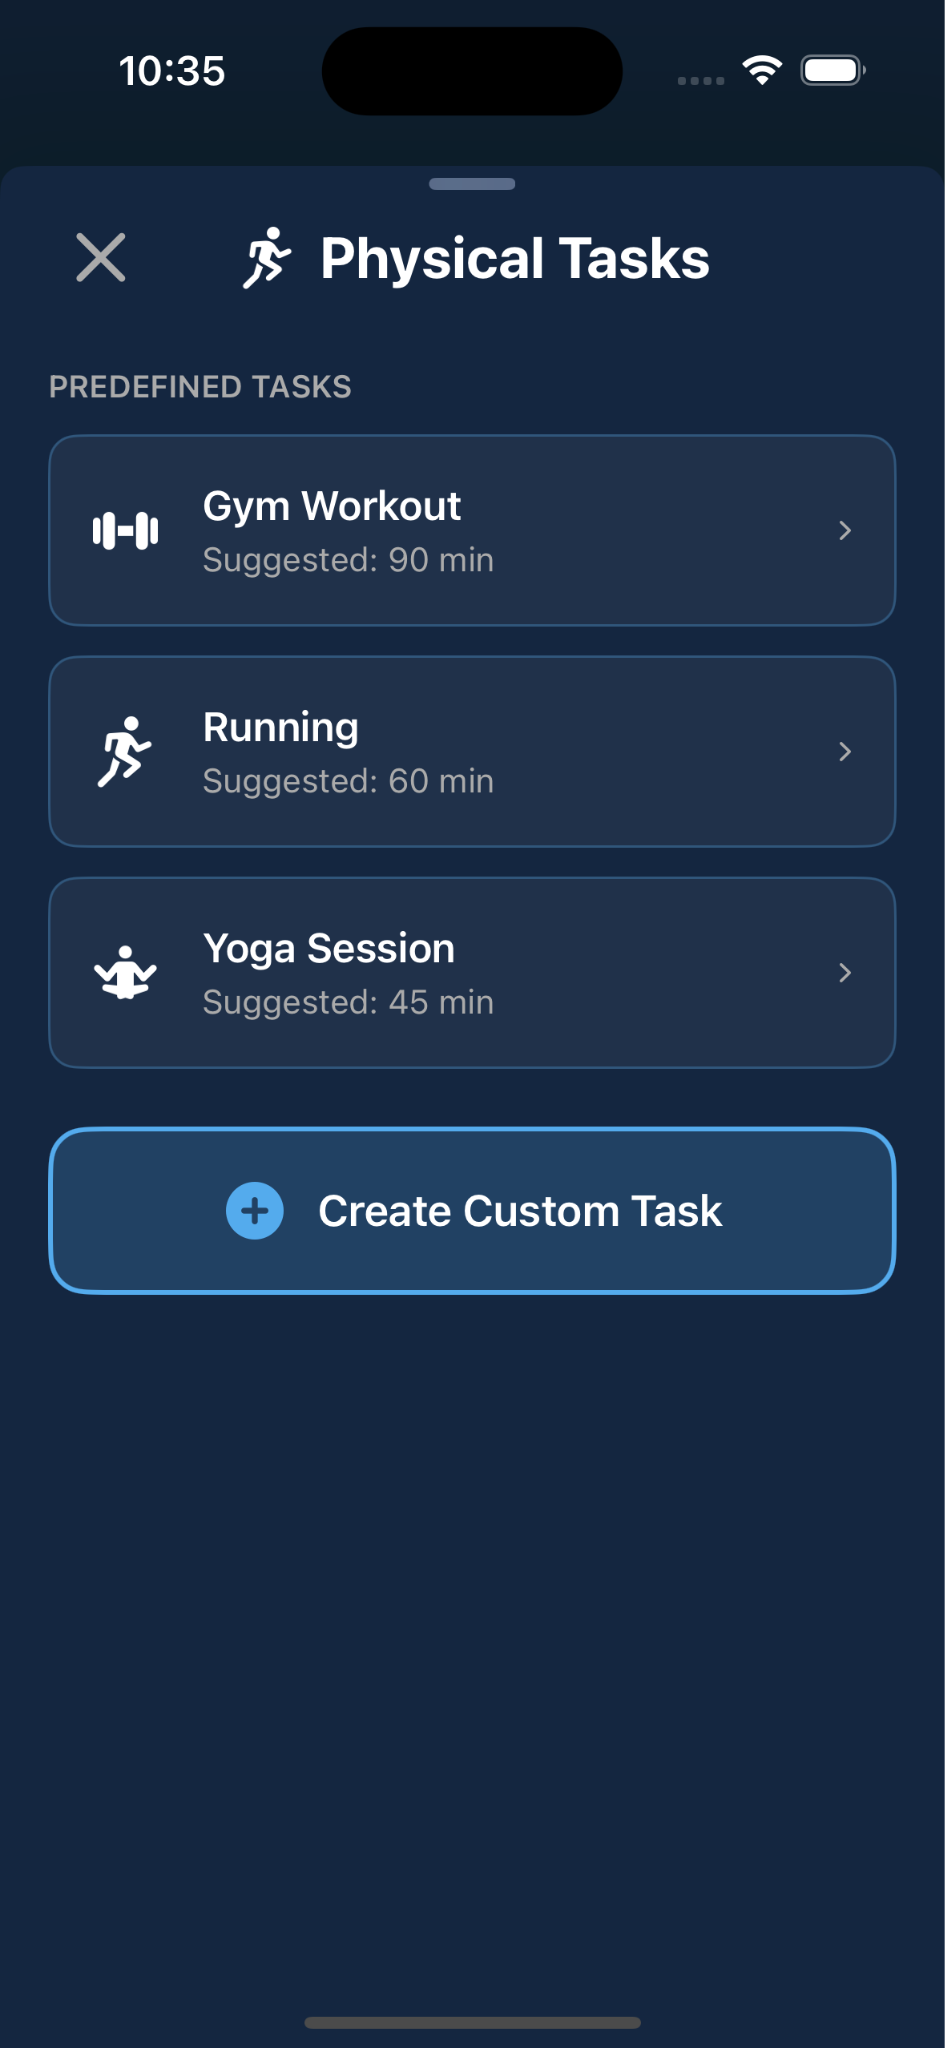 10:35
Physical Tasks
PREDEFINED TASKS
Gym Workout
Suggested: 90 min
Running
Suggested: 60 min
Yoga Session
Suggested: 45 min
Create Custom Task